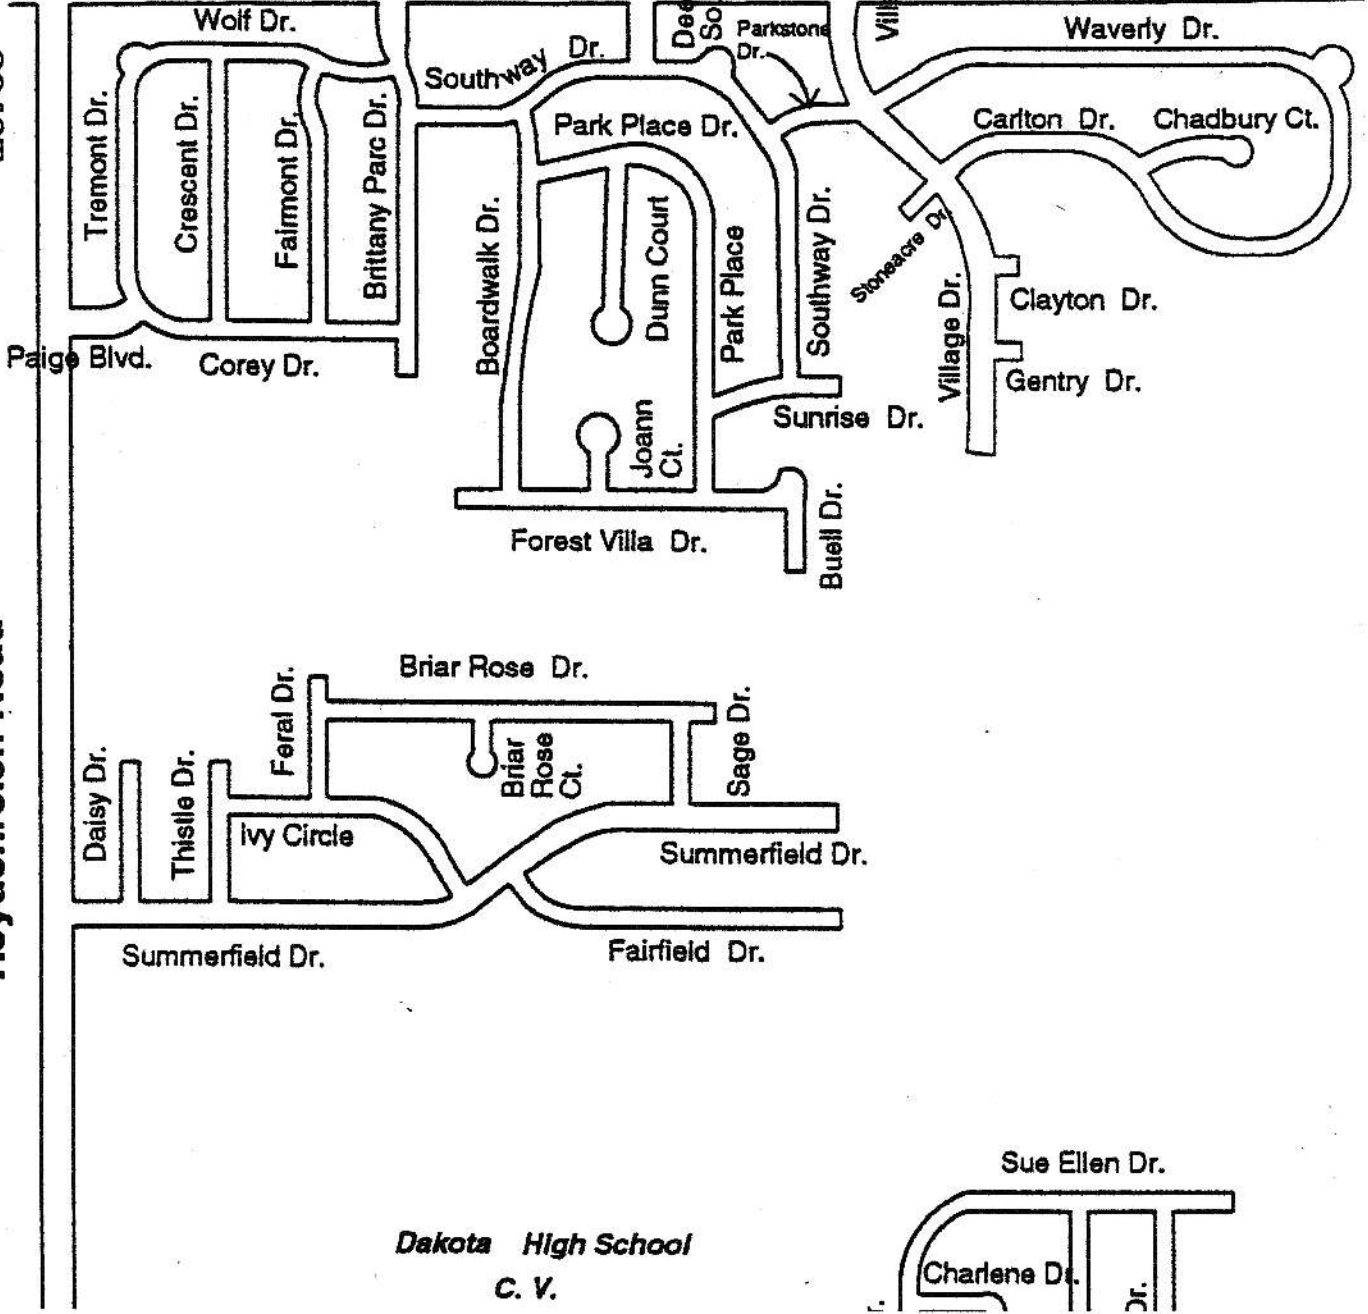 Wolf Dr.
Waverly Dr.
Parkstone
Dr.
Southway Dr.
Carlton Dr.
Chadbury Ct.
Park Place Dr.
Tremont Dr.
Crescent Dr.
Fairmont Dr.
Brittany Parc Dr.
Boardwalk Dr.
Dunn Court
Park Place
Southway Dr.
Stoneacre Dr.
Village Dr.
Clayton Dr.
Gentry Dr.
Paige Blvd.
Corey Dr.
Sunrise Dr.
Joann
Ct.
Forest Villa Dr.
Buell Dr.
Briar Rose Dr.
Feral Dr.
Sage Dr.
Briar
Rose
Ct.
Daisy Dr.
Thistle Dr.
Ivy Circle
Summerfield Dr.
Summerfield Dr.
Fairfield Dr.
Sue Ellen Dr.
Dakota High School
C. V.
Charlene Dr.
Dr.